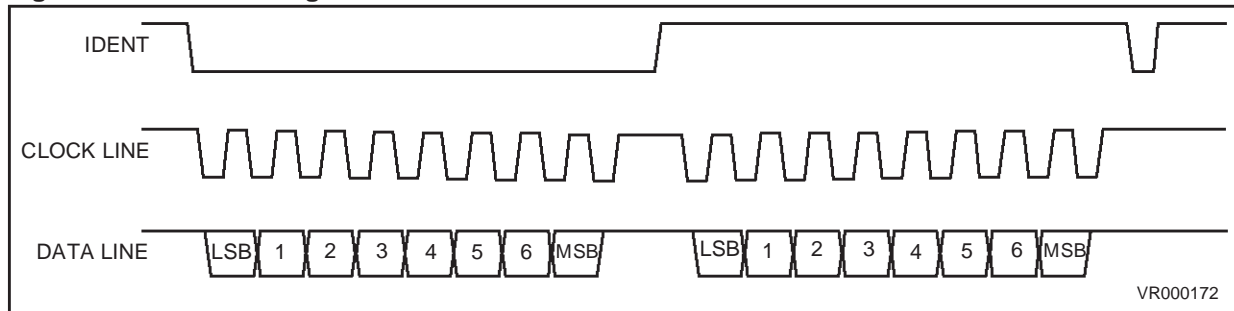 IDENT
CLOCK LINE
DATA LINE LSB 1 2 3 4 5 6 MSB LSB 1 2 3 4 5 6 MSB
VR000172